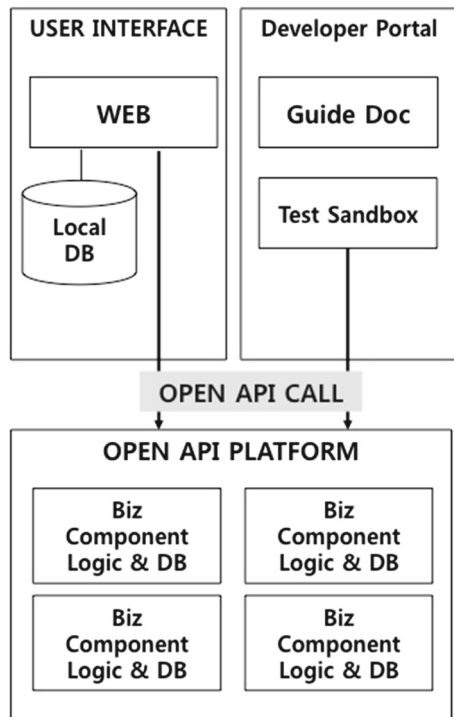 USER INTERFACE
WEB
Local
DB
Developer Portal
Guide Doc
Test Sandbox
OPEN API CALL
OPEN API PLATFORM
Biz
Component
Logic & DB
Biz
Component
Logic & DB
Biz
Component
Logic & DB
Biz
Component
Logic & DB